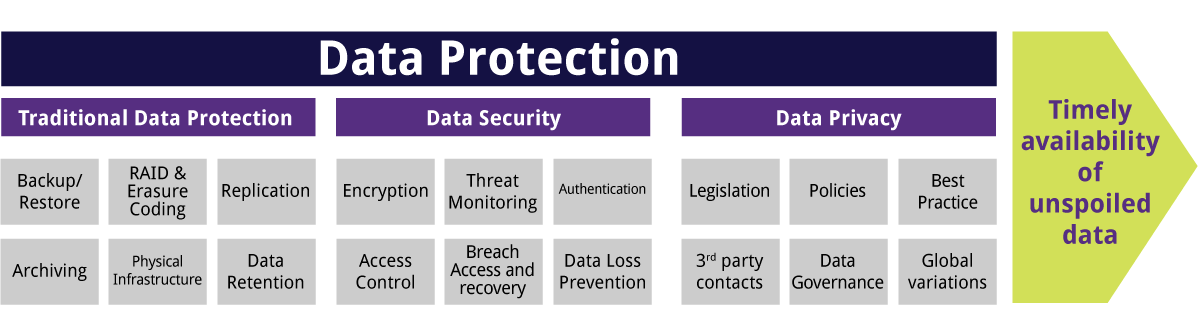 Data Protection
Traditional Data Protection
Data Security
Data Privacy
Backup/
Restore
RAID &
Erasure
Coding
Replication
Encryption
Threat
Monitoring
Authentication
Legislation
Policies
Best
Practice
Archiving
Physical
Infrastructure
Data
Retention
Access
Control
Breach
Access and
recovery
Data Loss
Prevention
3rd party
contacts
Data
Governance
Global
variations
Timely
availability
of
unspoiled
data